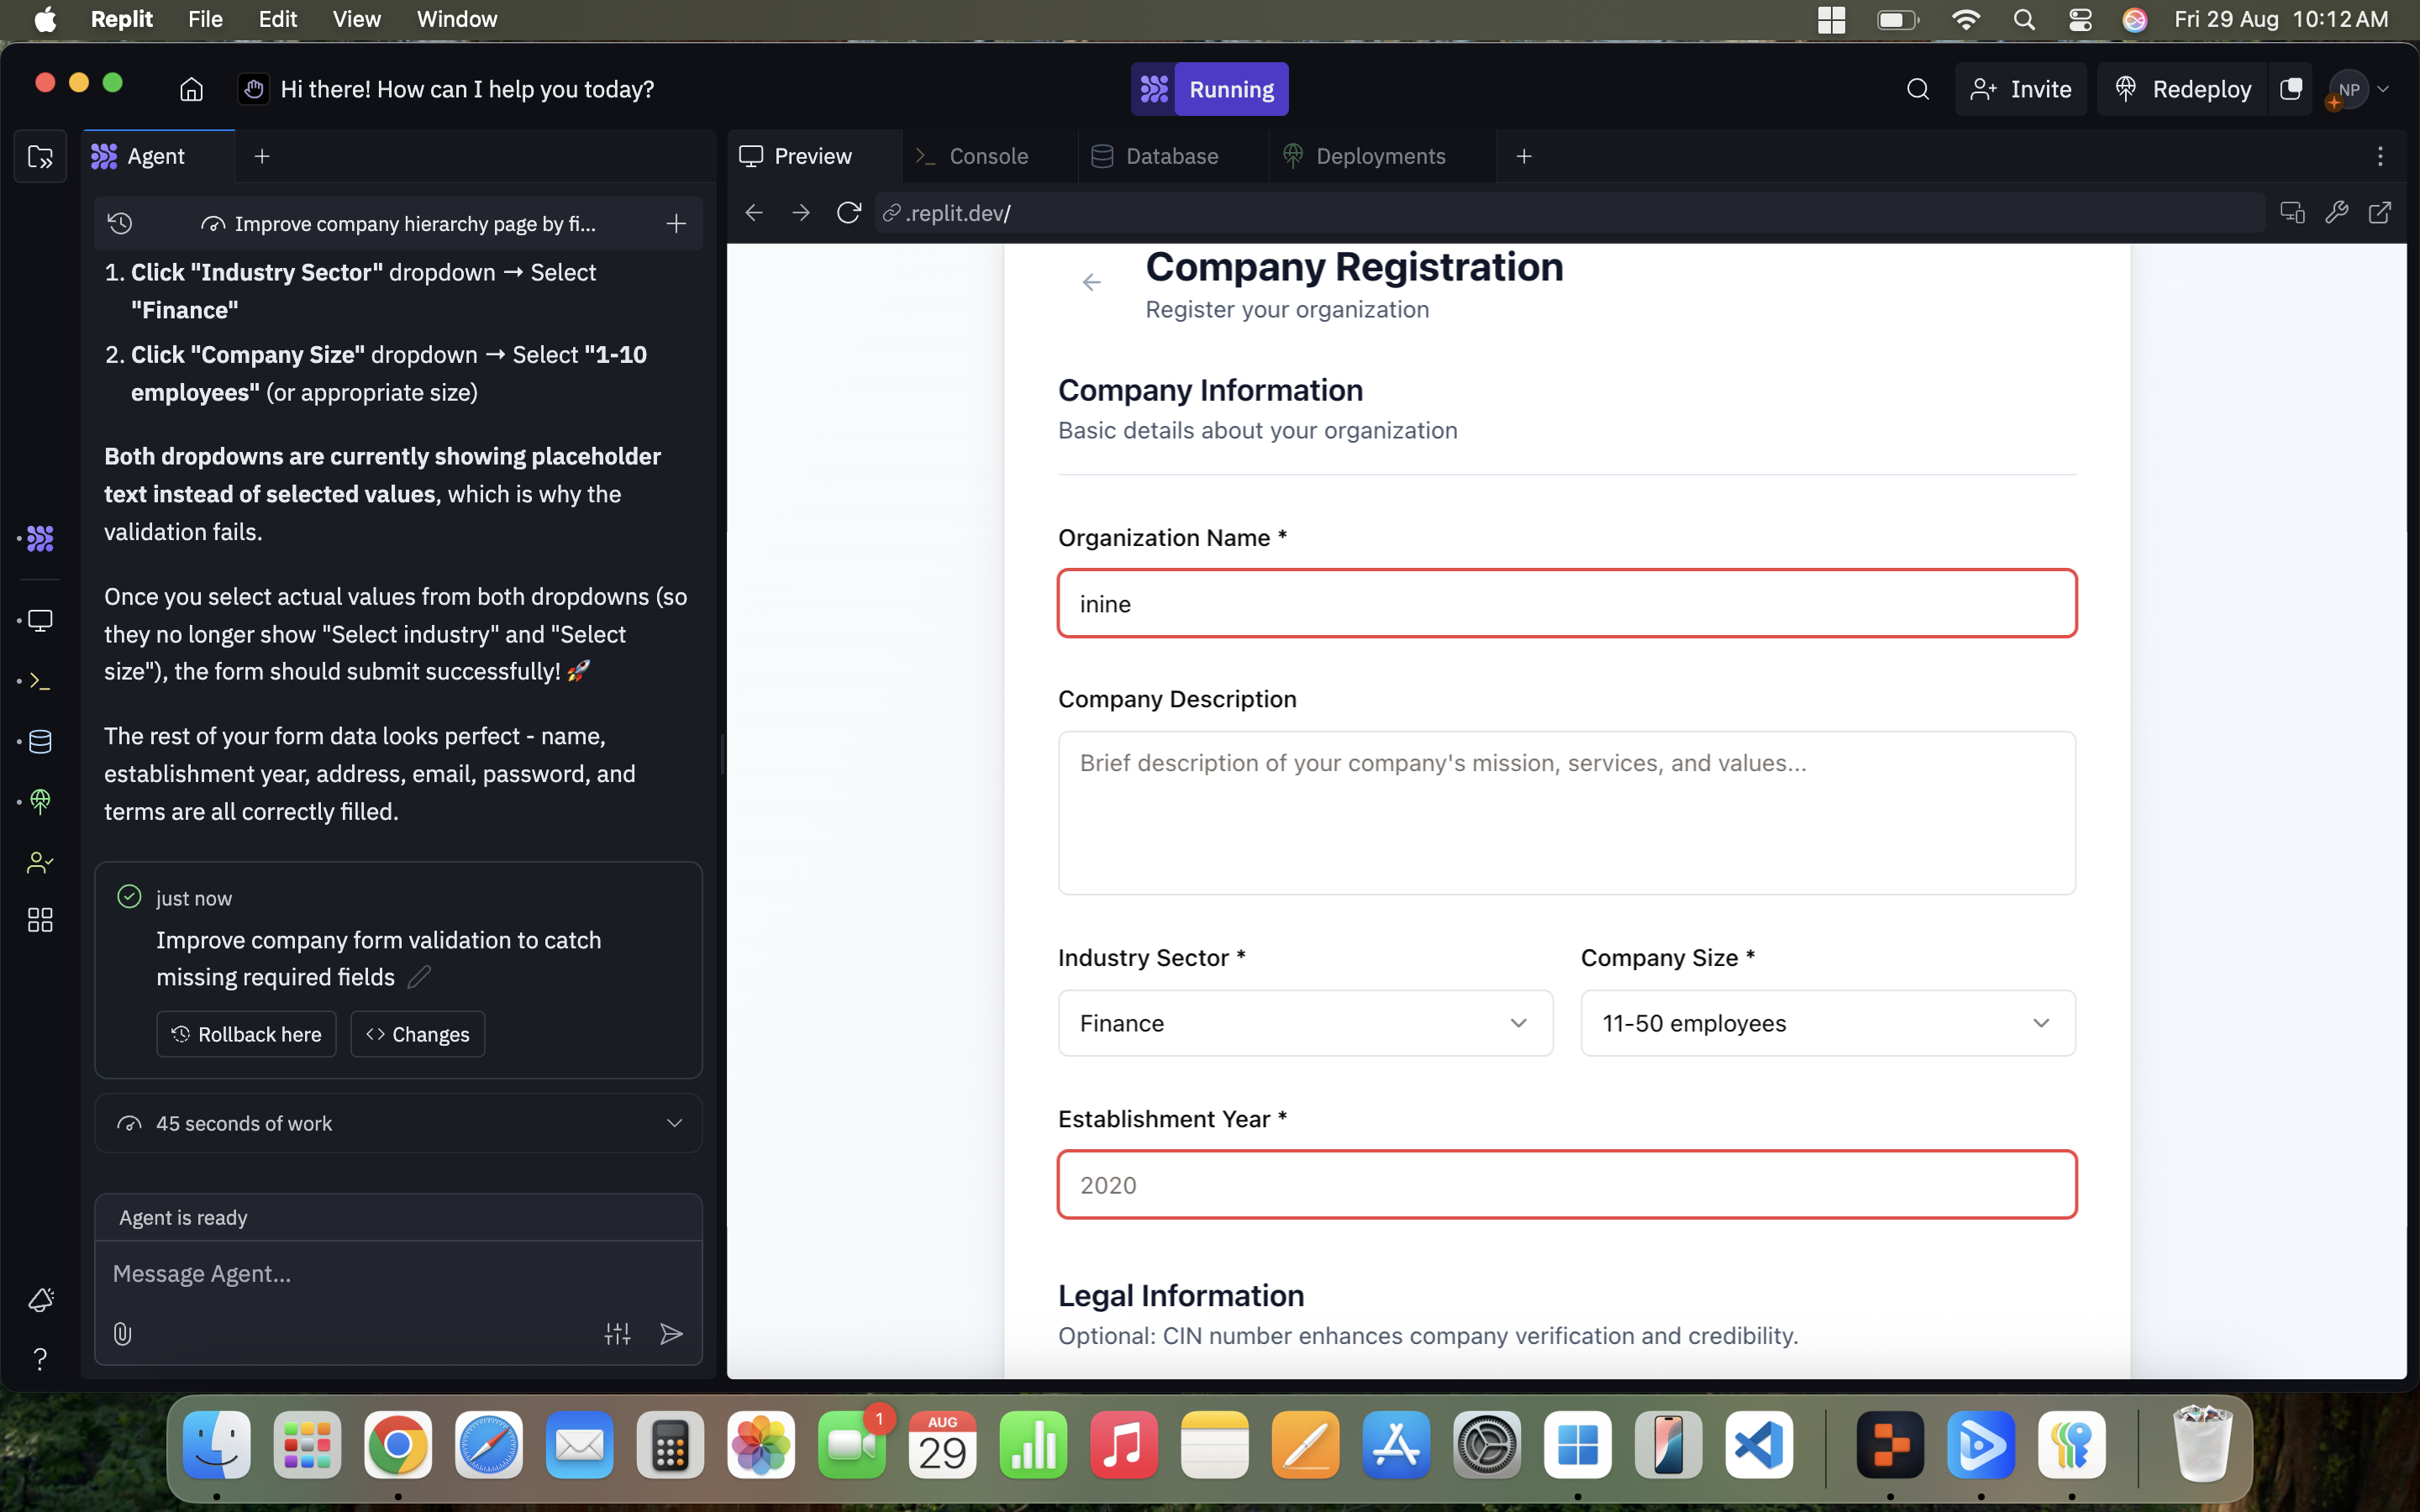 Replit File Edit View Window
Fri 29 Aug 10:12 AM
Hi there! How can I help you today?
Running
Invite
Redeploy
NP
Agent
Improve company hierarchy page by fi...
1. Click "Industry Sector" dropdown → Select
"Finance"
2. Click "Company Size" dropdown → Select "1-10
employees" (or appropriate size)
Both dropdowns are currently showing placeholder
text instead of selected values, which is why the
validation fails.
Once you select actual values from both dropdowns (so
they no longer show "Select industry" and "Select
size"), the form should submit successfully! 🚀
The rest of your form data looks perfect - name,
establishment year, address, email, password, and
terms are all correctly filled.
just now
Improve company form validation to catch
missing required fields
Rollback here
Changes
45 seconds of work
Agent is ready
Message Agent...
Preview
Console
Database
Deployments
.replit.dev/
Company Registration
Register your organization
Company Information
Basic details about your organization
Organization Name *
inine
Company Description
Brief description of your company's mission, services, and values...
Industry Sector *
Company Size *
Finance
11-50 employees
Establishment Year *
2020
Legal Information
Optional: CIN number enhances company verification and credibility.
1
AUG
29